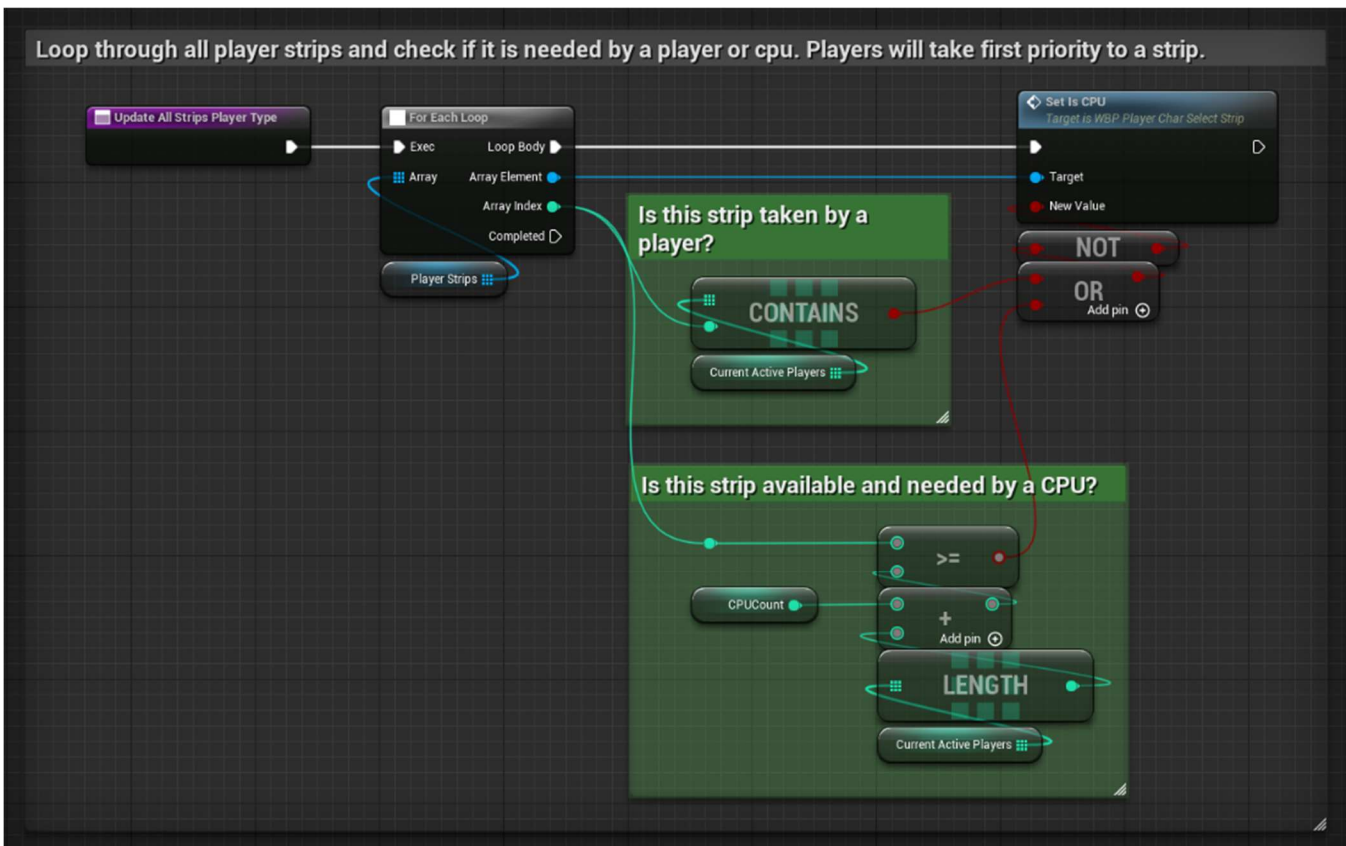 Loop through all player strips and check if it is needed by a player or cpu. Players will take first priority to a strip.
Update All Strips Player Type
For Each Loop
Exec
Loop Body
Array
Array Element
Array Index
Completed
Player Strips
Set Is CPU
Target is WBP Player Char Select Strip
Target
New Value
NOT
OR
Add pin
Is this strip taken by a
player?
CONTAINS
Current Active Players
Is this strip available and needed by a CPU?
>=
CPUCount
+
Add pin
LENGTH
Current Active Players